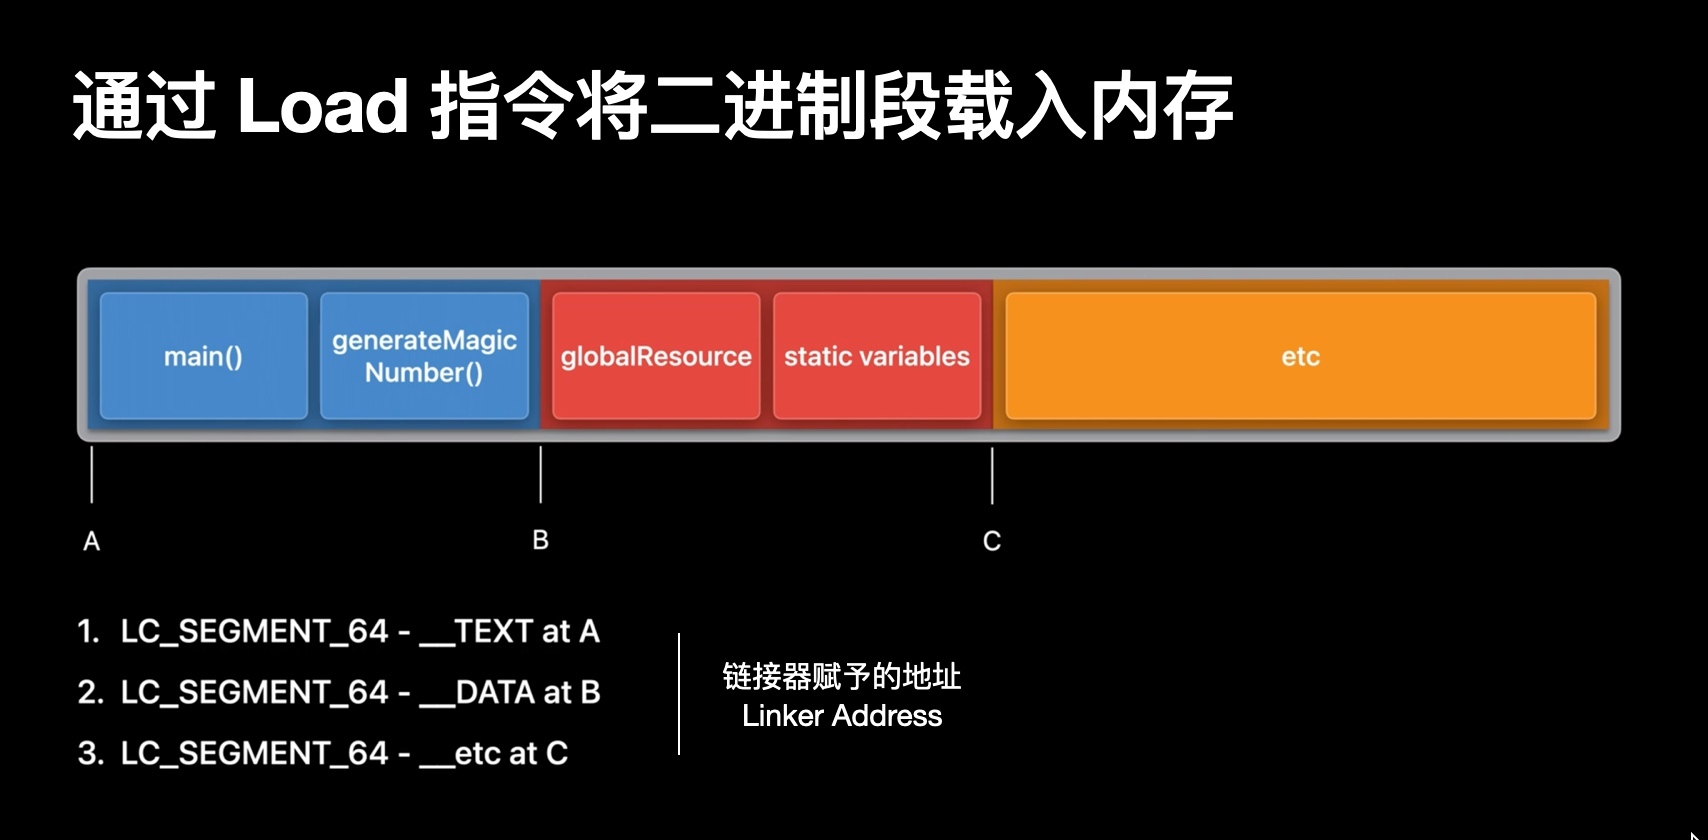 通过 Load 指令将二进制段载入内存
main()
generateMagic
Number()
globalResource
static variables
etc
A
B
C
1. LC_SEGMENT_64 - __TEXT at A
2. LC_SEGMENT_64 - __DATA at B
3. LC_SEGMENT_64 - __etc at C
链接器赋予的地址
Linker Address